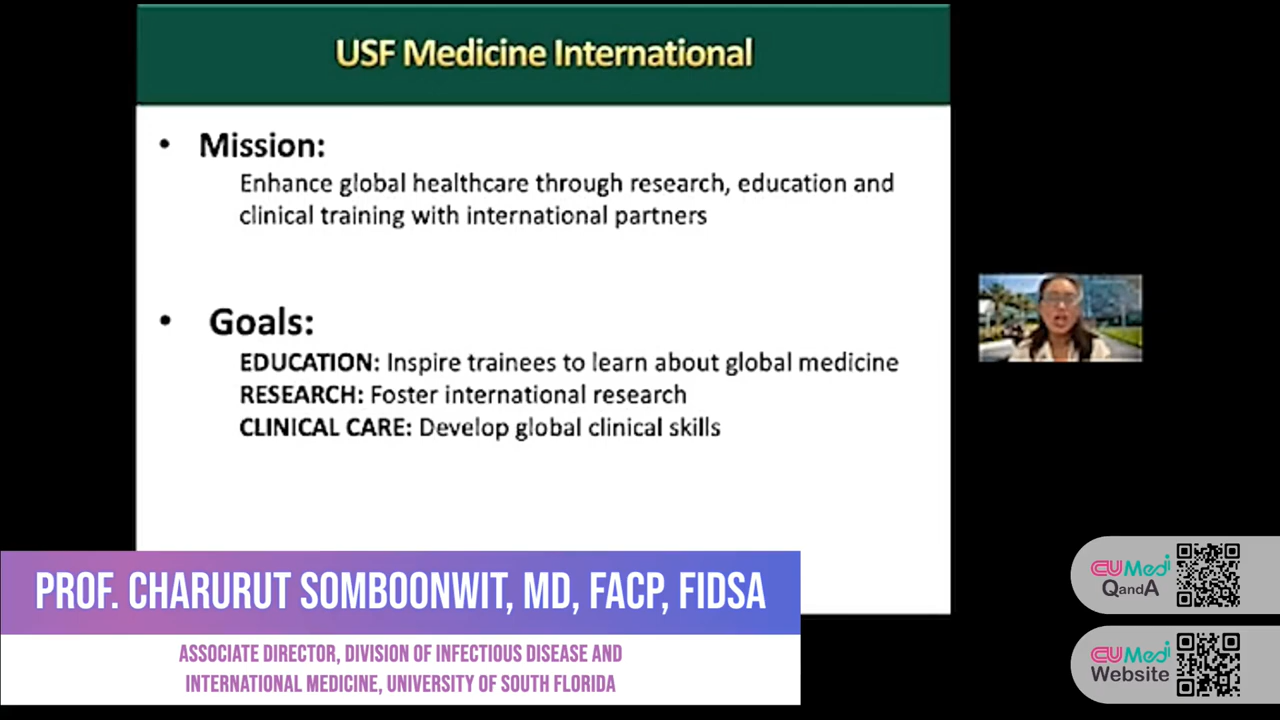 USF Medicine International
• Mission:
Enhance global healthcare through research, education and
clinical training with international partners
• Goals:
EDUCATION: Inspire trainees to learn about global medicine
RESEARCH: Foster international research
CLINICAL CARE: Develop global clinical skills
PROF. CHARURUT SOMBOONWIT, MD, FACP, FIDSA
ASSOCIATE DIRECTOR, DIVISION OF INFECTIOUS DISEASE AND
INTERNATIONAL MEDICINE, UNIVERSITY OF SOUTH FLORIDA
CUMedi
QandA
CUMedi
Website